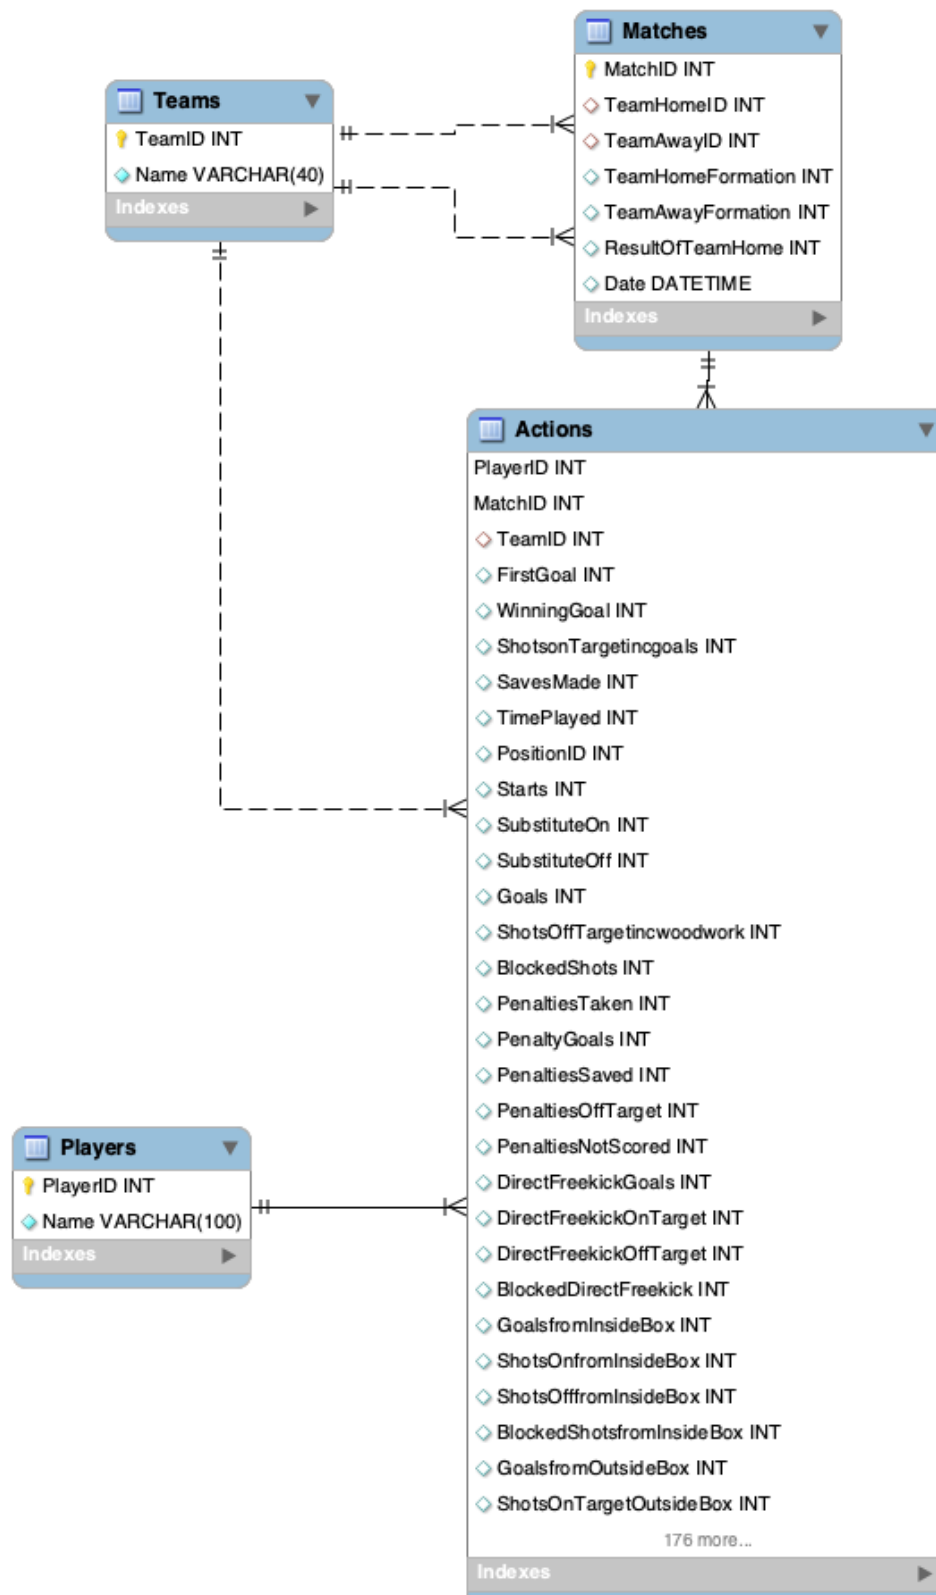 Matches
MatchID INT
TeamHomeID INT
TeamAwayID INT
TeamHomeFormation INT
TeamAwayFormation INT
ResultOfTeamHome INT
Date DATETIME
Indexes
Teams
TeamID INT
Name VARCHAR(40)
Indexes
Actions
PlayerID INT
MatchID INT
TeamID INT
FirstGoal INT
WinningGoal INT
ShotsonTargetincgoals INT
SavesMade INT
TimePlayed INT
PositionID INT
Starts INT
SubstituteOn INT
SubstituteOff INT
Goals INT
ShotsOffTargetincwoodwork INT
BlockedShots INT
PenaltiesTaken INT
PenaltyGoals INT
PenaltiesSaved INT
PenaltiesOffTarget INT
PenaltiesNotScored INT
DirectFreekickGoals INT
DirectFreekickOnTarget INT
DirectFreekickOffTarget INT
BlockedDirectFreekick INT
GoalsfromInsideBox INT
ShotsOnfromInsideBox INT
ShotsOfffromInsideBox INT
BlockedShotsfromInsideBox INT
GoalsfromOutsideBox INT
ShotsOnTargetOutsideBox INT
176 more...
Indexes
Players
PlayerID INT
Name VARCHAR(100)
Indexes